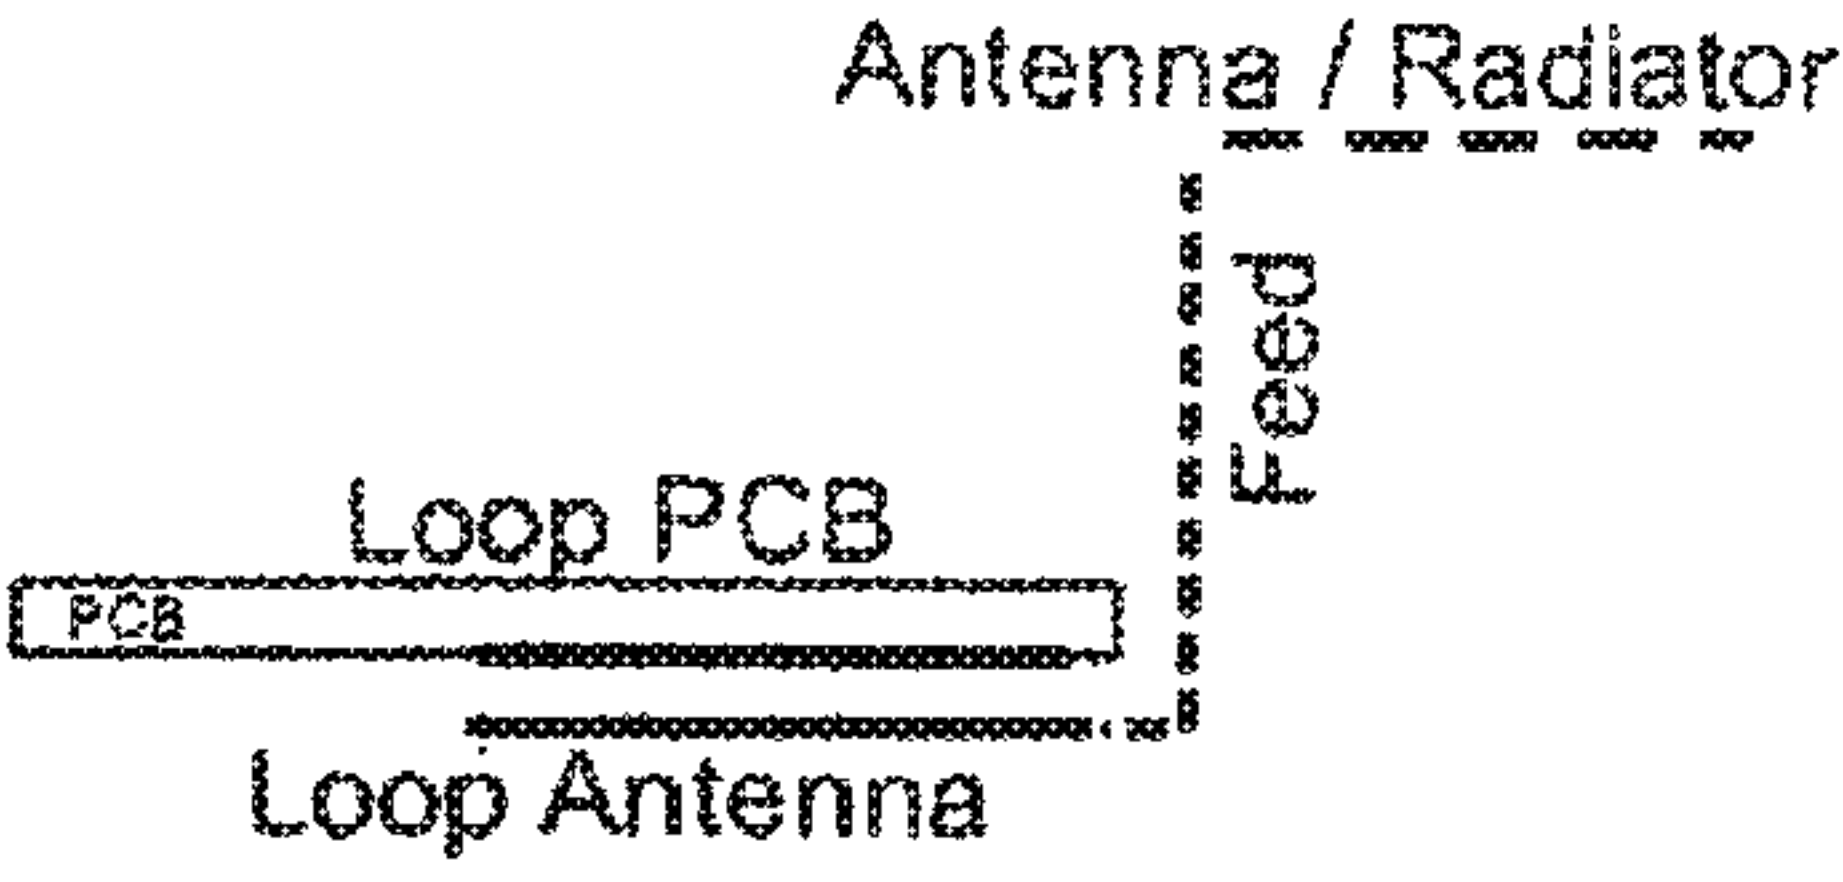 Antenna / Radiator
Feed
Loop PCB
PCB
Loop Antenna